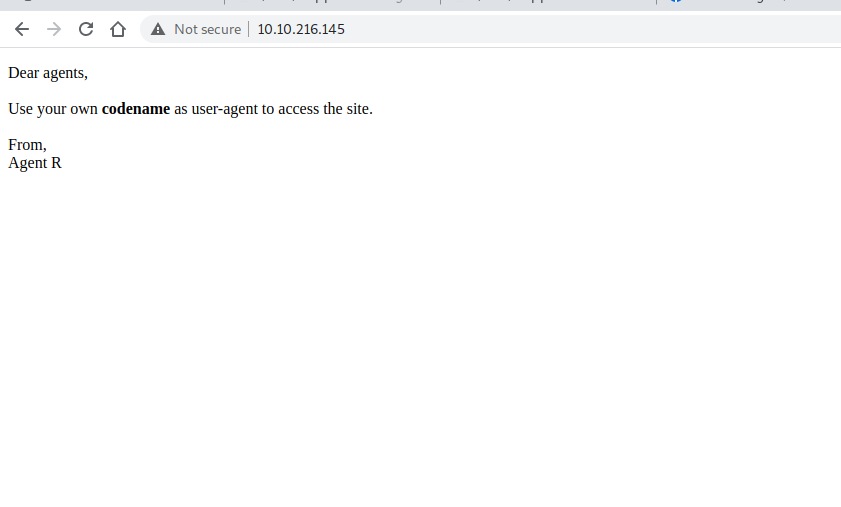 Not secure 10.10.216.145
Dear agents,
Use your own codename as user-agent to access the site.
From,
Agent R